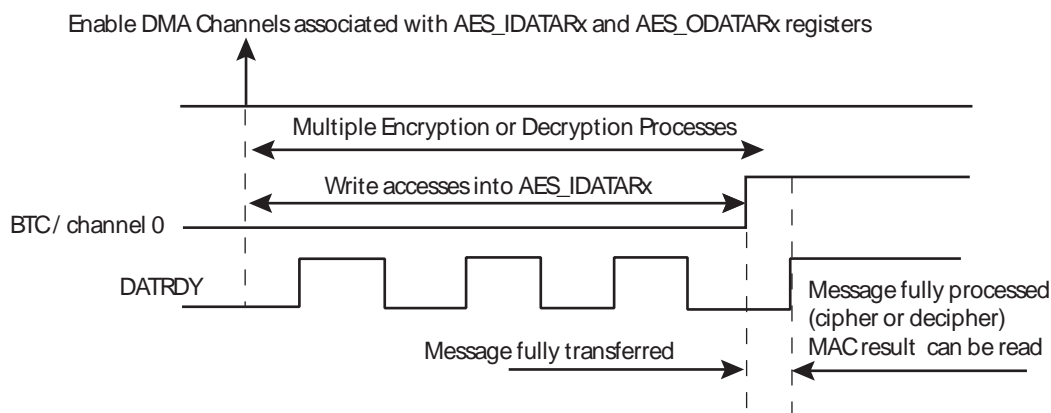 Enable DMA Channels associated with AES_IDATARx and AES_ODATARx registers
Multiple Encryption or Decryption Processes
Write accesses into AES_IDATARx
BTC / channel 0
DATRDY
Message fully processed
(cipher or decipher)
MAC result can be read
Message fully transferred